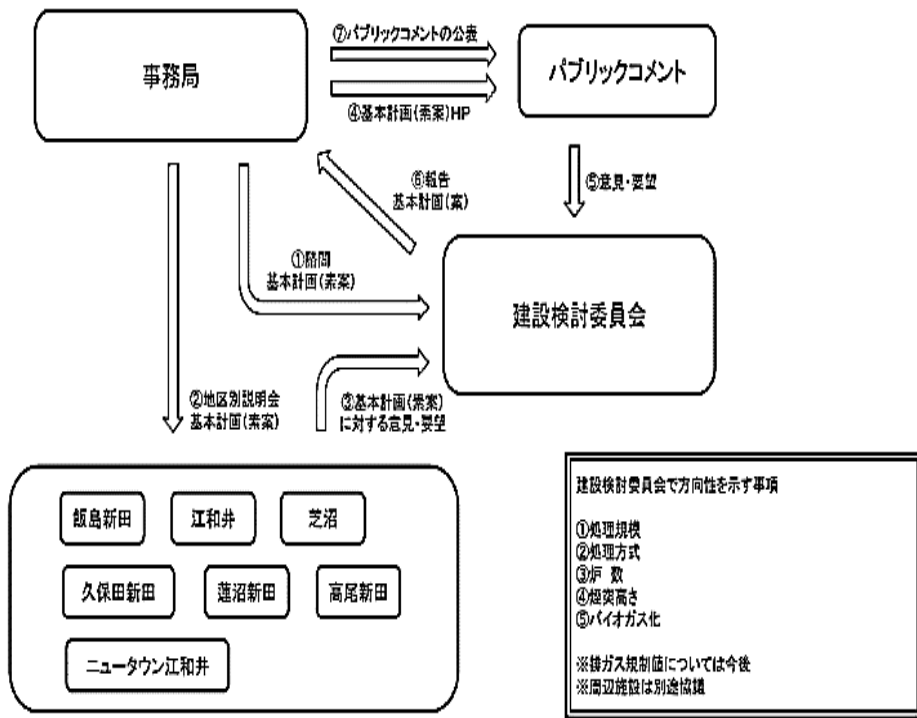 事務局
⑦パブリックコメントの公表
④基本計画(素案)HP
パブリックコメント
⑤意見・要望
⑥報告
基本計画(案)
①諮問
基本計画(素案)
建設検討委員会
②地区別説明会
基本計画(素案)
③基本計画(素案)
に対する意見・要望
飯島新田
江和井
芝沼
久保田新田
蓮沼新田
高尾新田
ニュータウン江和井
建設検討委員会で方向性を示す事項
①処理規模
②処理方式
③炉 数
④煙突高さ
⑤バイオガス化
※排ガス規制値については今後
※周辺施設は別途協議